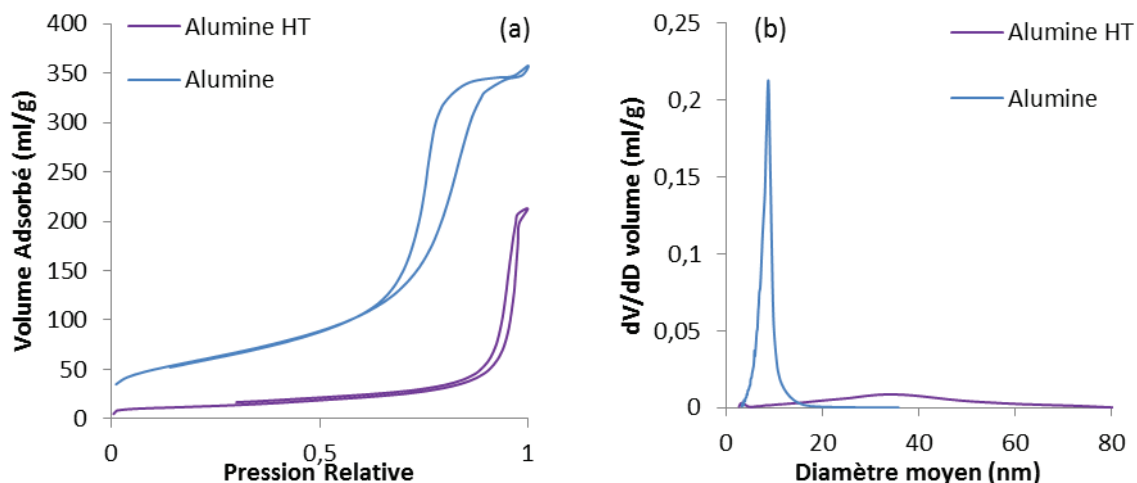 Alumine HT
Alumine
(a)
Volume Adsorbé (ml/g)
400
350
300
250
200
150
100
50
0
0
0,5
1
Pression Relative
(b)
Alumine HT
Alumine
dV/dD volume (ml/g)
0,25
0,2
0,15
0,1
0,05
0
0
20
40
60
80
Diamètre moyen (nm)